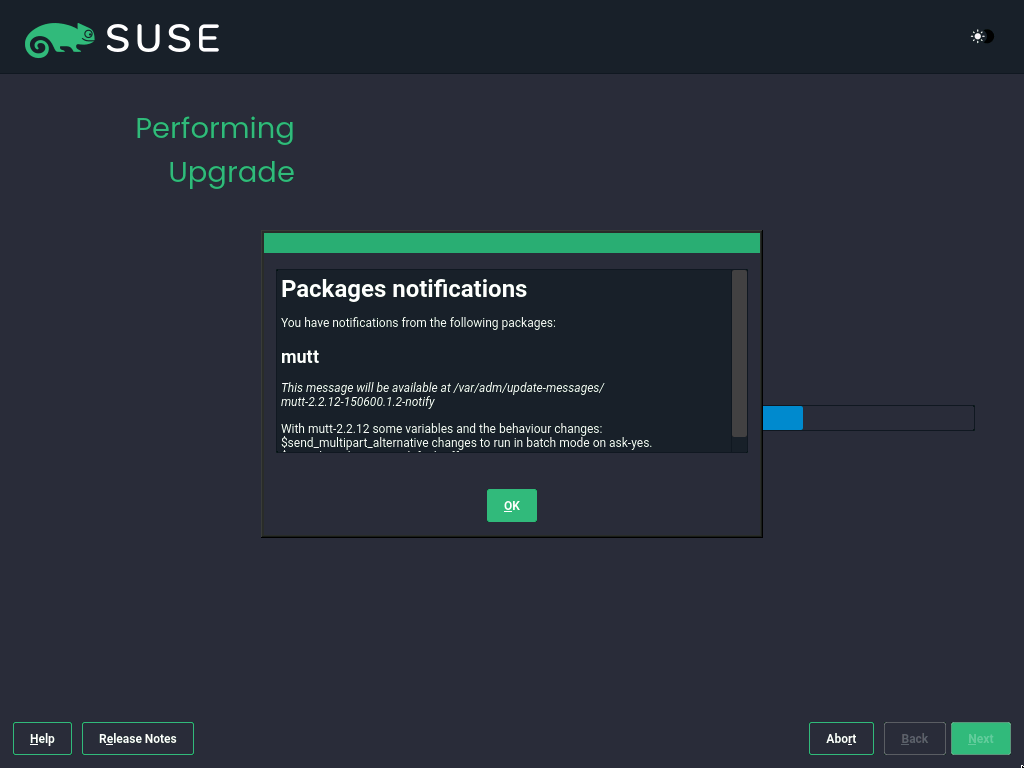 SUSE
Performing
Upgrade
Packages notifications
You have notifications from the following packages:
mutt
This message will be available at /var/adm/update-messages/
mutt-2.2.12-150600.1.2-notify
With mutt-2.2.12 some variables and the behaviour changes:
$send_multipart_alternative changes to run in batch mode on ask-yes.
OK
Help
Release Notes
Abort
Back
Next